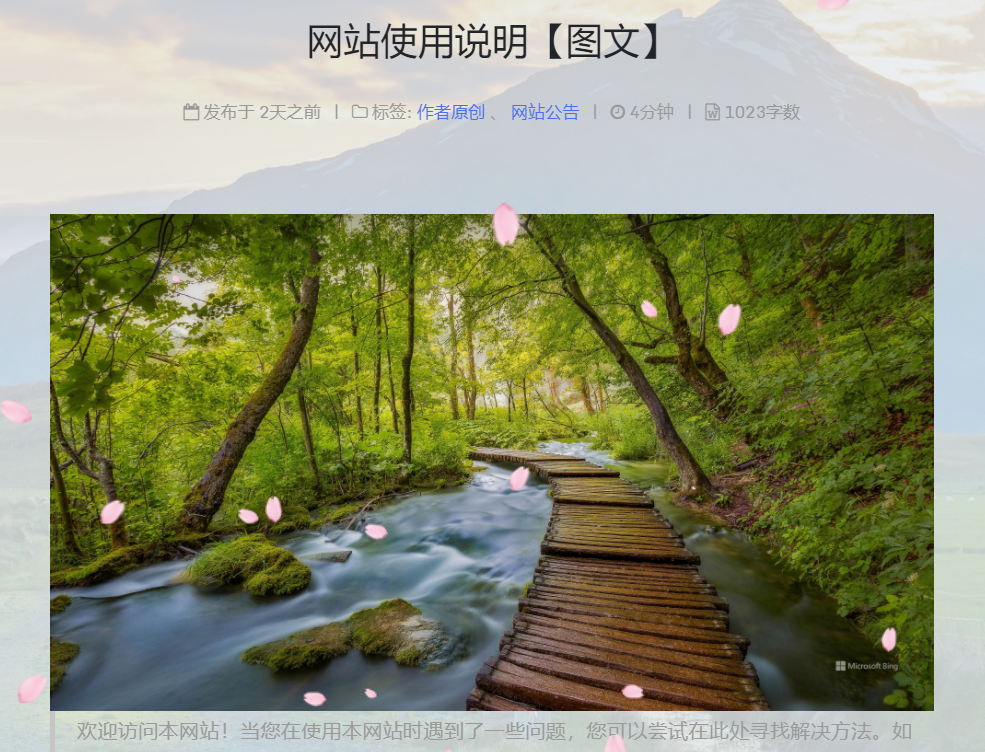 网站使用说明【图文】
发布于 2天之前 | 标签: 作者原创 、 网站公告 | 4分钟 | 1023字数
Microsoft Bing
欢迎访问本网站！当您在使用本网站时遇到了一些问题，您可以尝试在此处寻找解决方法。如